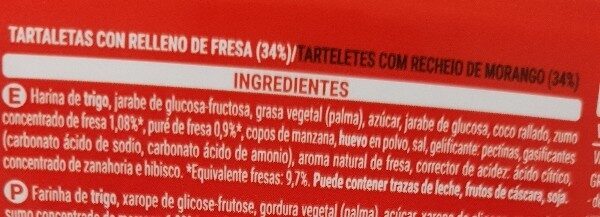 TARTALETAS CON RELLENO DE FRESA (34%)/TARTELETES COM RECHEIO DE MORANGO (34%)
INGREDIENTES
E Harina de trigo, jarabe de glucosa-fructosa, grasa vegetal (palma), azúcar, jarabe de glucosa, coco rallado, zumo
concentrado de fresa 1,08%*, puré de fresa 0,9%*, copos de manzana, huevo en polvo, sal, gelificante: pectinas, gasificantes
(carbonato ácido de sodio, carbonato ácido de amonio), aroma natural de fresa, corrector de acidez: ácido cítrico,
concentrado de zanahoria e hibisco. *Equivalente fresas: 9,7%. Puede contener trazas de leche, frutos de cáscara, soja.
P Farinha de trigo, xarope de glicose-frutose, gordura vegetal (palma), açúcar, xarope